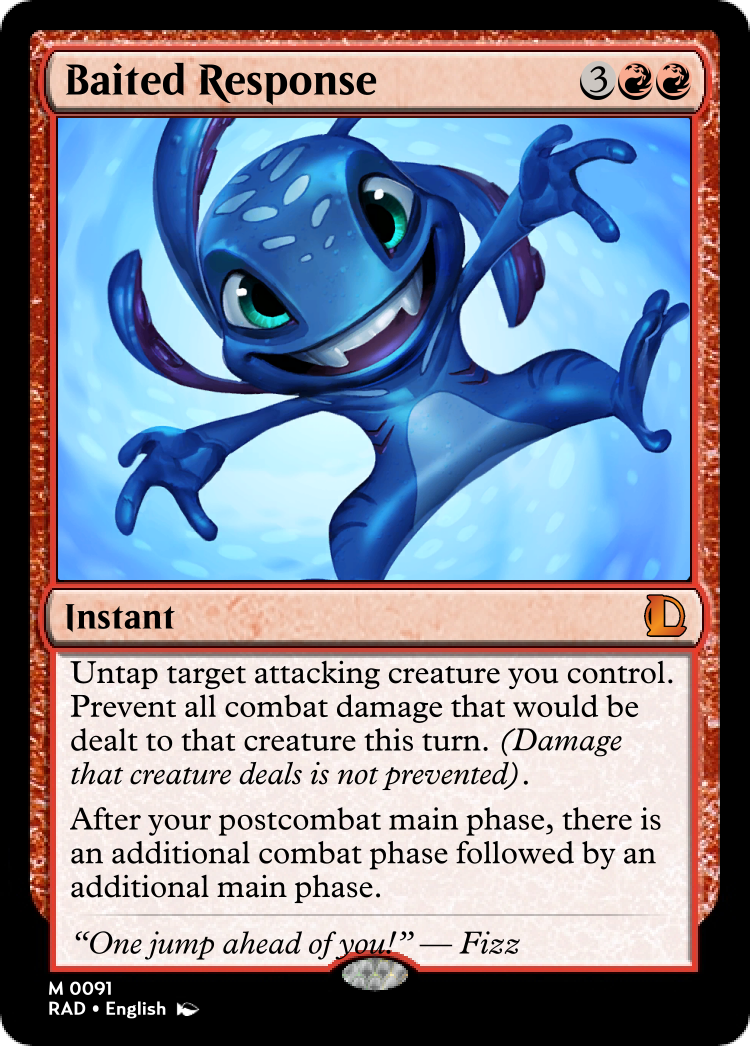 Baited Response
3
Instant
Untap target attacking creature you control.
Prevent all combat damage that would be
dealt to that creature this turn. (Damage
that creature deals is not prevented).
After your postcombat main phase, there is
an additional combat phase followed by an
additional main phase.
“One jump ahead of you!” — Fizz
M 0091
RAD • English